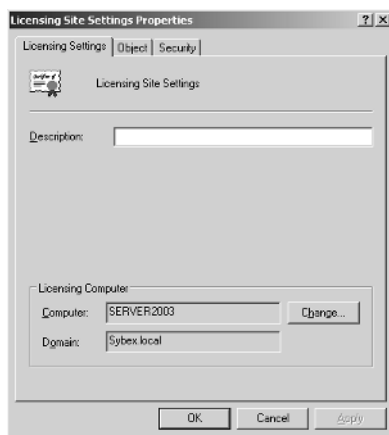 Licensing Site Settings Properties
Licensing Settings Object Security
Licensing Site Settings
Description:
Licensing Computer
Computer: SERVER2003 Change...
Domain: Sybex.local
OK Cancel Apply